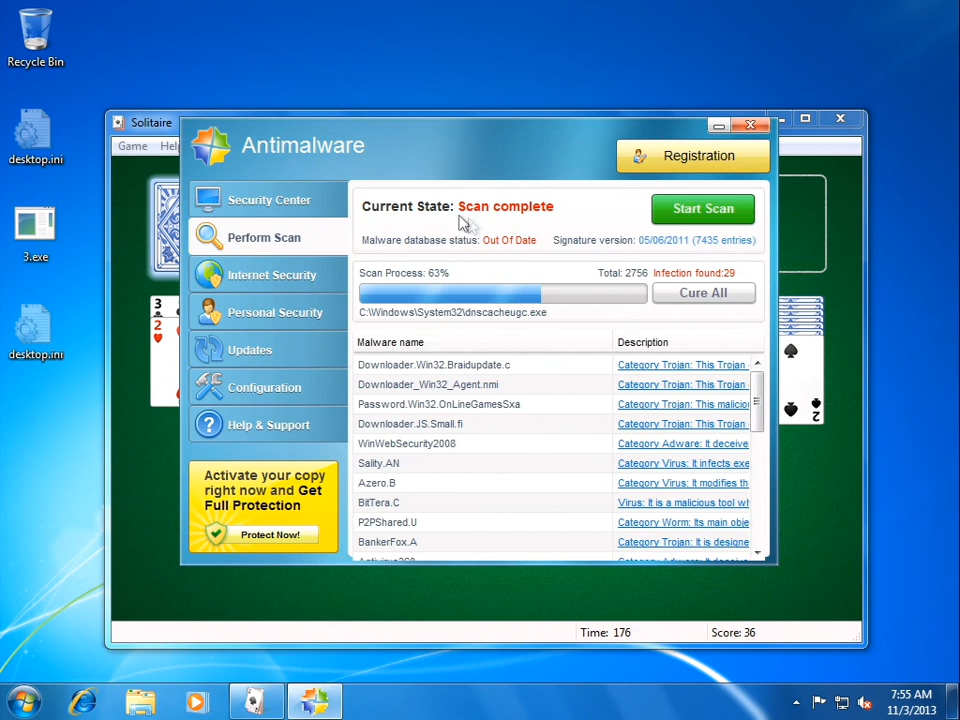 Recycle Bin
desktop.ini
3.exe
desktop.ini
Solitaire
Game Help
Antimalware
Registration
Security Center
Perform Scan
Internet Security
Personal Security
Updates
Configuration
Help & Support
Activate your copy
right now and Get
Full Protection
Protect Now!
Current State: Scan complete
Start Scan
Malware database status: Out Of Date Signature version: 05/06/2011 (7435 entries)
Scan Process: 63% Total: 2756 Infection found:29
Cure All
C:\Windows\System32\dnscacheugc.exe
Malware name Description
Downloader.Win32.Braidupdate.c Category Trojan: This Trojan
Downloader_Win32_Agent.nmi Category Trojan: This Trojan
Password.Win32.OnLineGamesSxa Category Trojan: This malicio
Downloader.JS.Small.fi Category Trojan: This Trojan
WinWebSecurity2008 Category Adware: It deceive
Sality.AN Category Virus: It infects exe
Azero.B Category Virus: It modifies th
BitTera.C Virus: It is a malicious tool wh
P2PShared.U Category Worm: Its main obje
BankerFox.A Category Trojan: It is designe
3
2
2
Time: 176 Score: 36
7:55 AM
11/3/2013